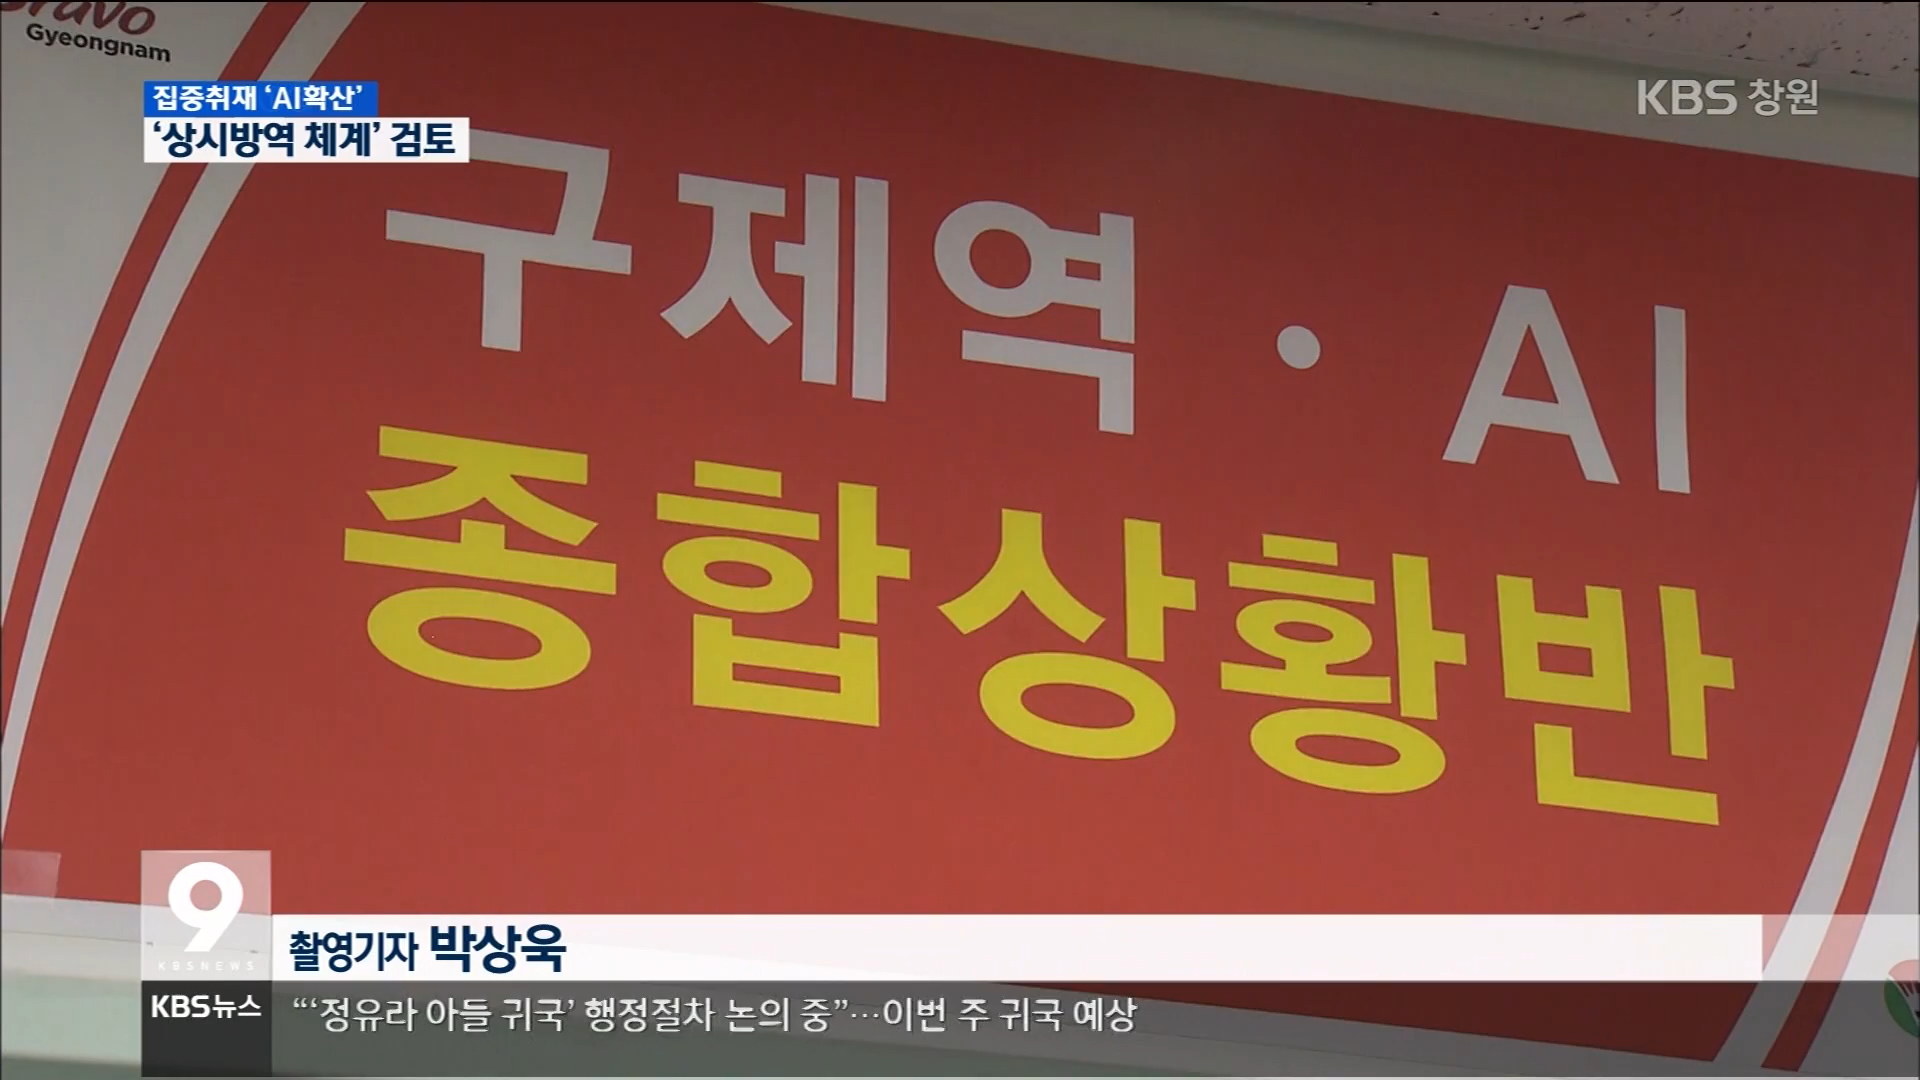 Bravo
Gyeongnam
집중취재 ‘AI확산’
‘상시방역 체계’ 검토
KBS 창원
구제역 · AI
종합상황반
9
KBS NEWS
촬영기자 박상욱
KBS뉴스
“‘정유라 아들 귀국’ 행정절차 논의 중”…이번 주 귀국 예상